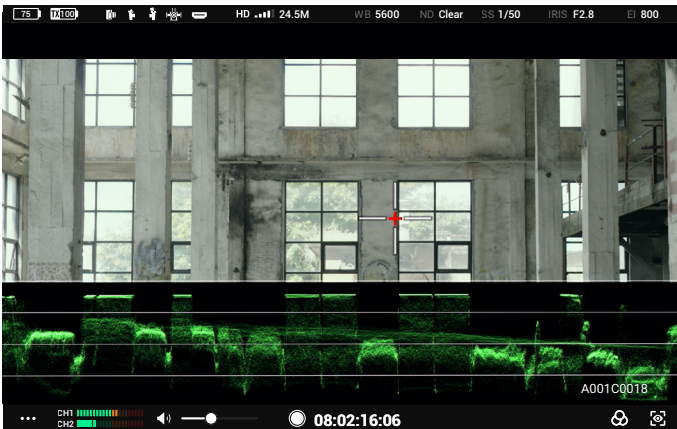 75 TX100 HD 24.5M WB 5600 ND Clear SS 1/50 IRIS F2.8 EI 800
A001C0018
CH1
CH2
08:02:16:06